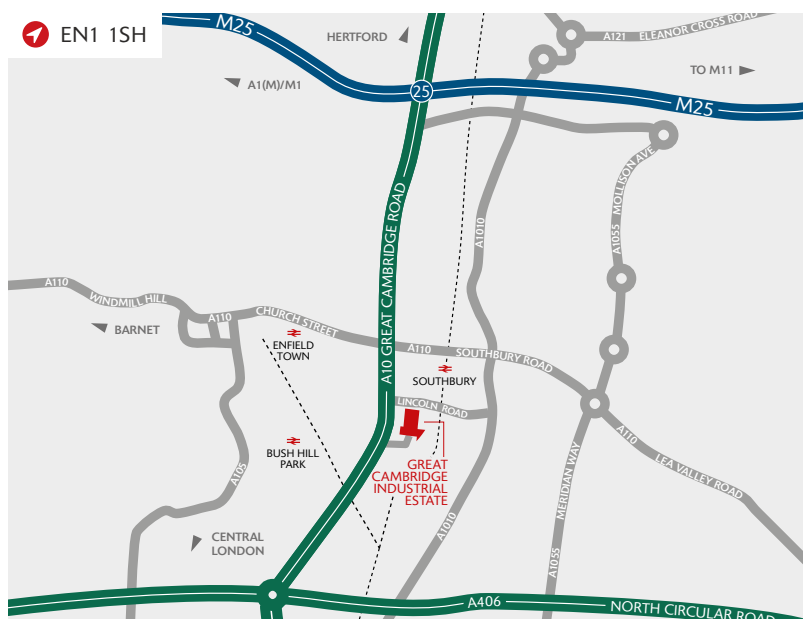 EN1 1SH
M25
HERTFORD
A121
ELEANOR CROSS ROAD
A1(M)/M1
25
TO M11
M25
A10 GREAT CAMBRIDGE ROAD
A1010
A1055
MOLLISON AVE
A110
WINDMILL HILL
A110
CHURCH STREET
BARNET
ENFIELD
TOWN
A110
SOUTHBURY ROAD
SOUTHBURY
LINCOLN ROAD
BUSH HILL
PARK
A105
GREAT
CAMBRIDGE
INDUSTRIAL
ESTATE
A110
LEA VALLEY ROAD
MERIDIAN WAY
A1055
A1010
CENTRAL
LONDON
A406
NORTH CIRCULAR ROAD